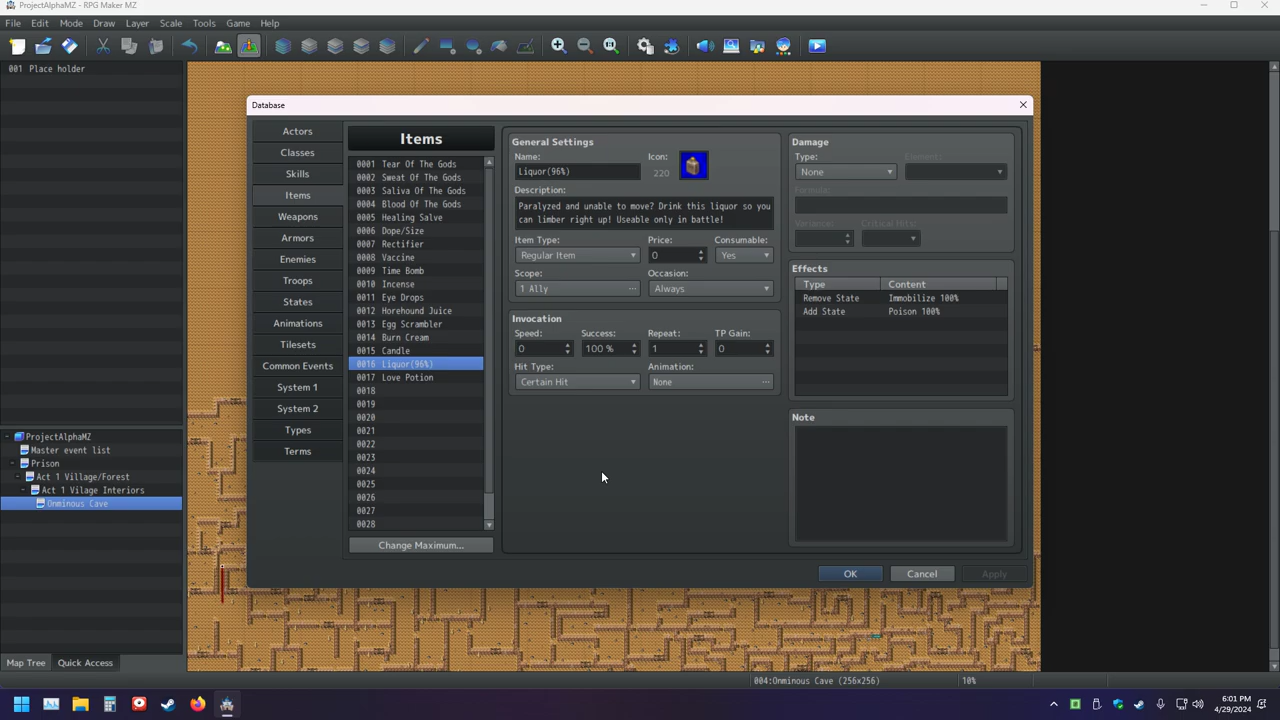 ProjectAlphaMZ - RPG Maker MZ
File Edit Mode Draw Layer Scale Tools Game Help
001 Place holder
Database
Actors
Classes
Skills
Items
Weapons
Armors
Enemies
Troops
States
Animations
Tilesets
Common Events
System 1
System 2
Types
Terms
Items
0001 Tear Of The Gods
0002 Sweat Of The Gods
0003 Saliva Of The Gods
0004 Blood Of The Gods
0005 Healing Salve
0006 Dope/Size
0007 Rectifier
0008 Vaccine
0009 Time Bomb
0010 Incense
0011 Eye Drops
0012 Horehound Juice
0013 Egg Scrambler
0014 Burn Cream
0015 Candle
0016 Liquor(96%)
0017 Love Potion
0018
0019
0020
0021
0022
0023
0024
0025
0026
0027
0028
Change Maximum...
General Settings
Name: Icon:
Liquor(96%) 220
Description:
Paralyzed and unable to move? Drink this liquor so you
can limber right up! Useable only in battle!
Item Type: Price: Consumable:
Regular Item 0 Yes
Scope: Occasion:
1 Ally ... Always
Invocation
Speed: Success: Repeat: TP Gain:
0 100 % 1 0
Hit Type: Animation:
Certain Hit None ...
Damage
Type: Element:
None
Formula:
Variance: Critical Hits:
Effects
Type Content
Remove State Immobilize 100%
Add State Poison 100%
Note
OK Cancel Apply
ProjectAlphaMZ
Master event list
Prison
Act 1 Village/Forest
Act 1 Vilage Interiors
Onminous Cave
Map Tree Quick Access
004:Onminous Cave (256x256) 10%
6:01 PM
4/29/2024